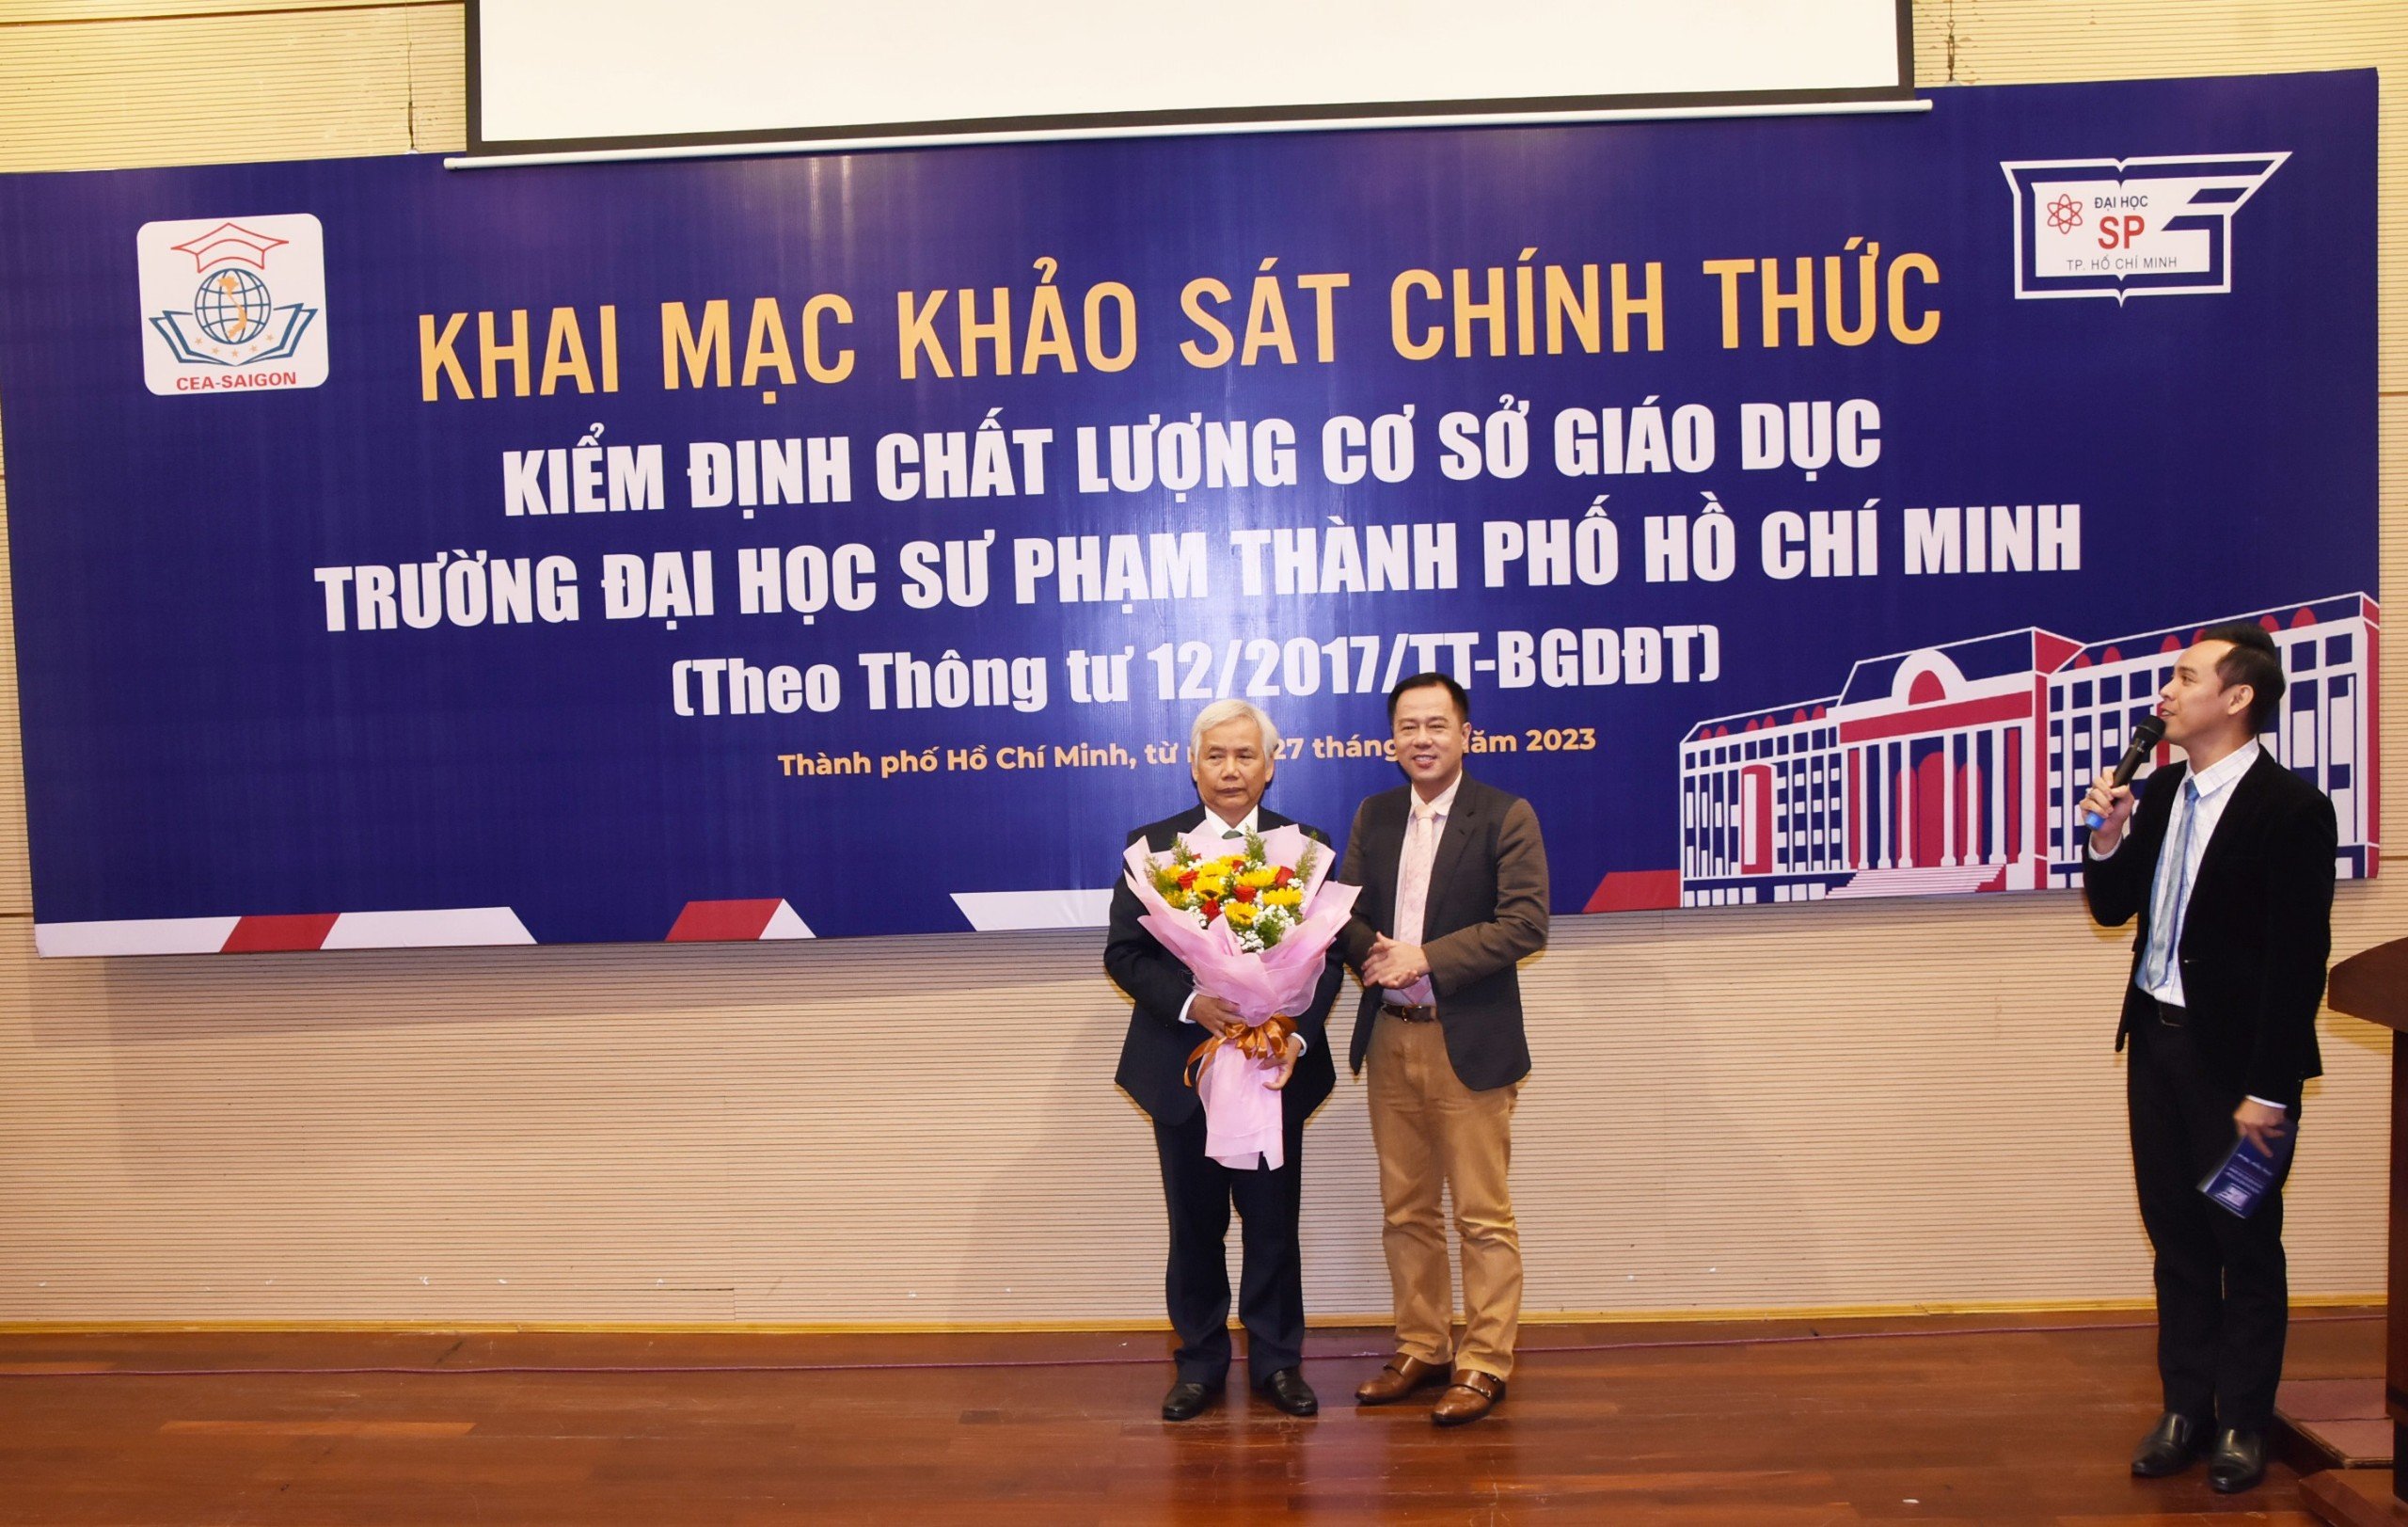 CEA-SAIGON
ĐẠI HỌC
SP
TP. HỒ CHÍ MINH
KHAI MẠC KHẢO SÁT CHÍNH THỨC
KIỂM ĐỊNH CHẤT LƯỢNG CƠ SỞ GIÁO DỤC
TRƯỜNG ĐẠI HỌC SƯ PHẠM THÀNH PHỐ HỒ CHÍ MINH
(Theo Thông tư 12/2017/TT-BGDĐT)
Thành phố Hồ Chí Minh, từ 27 tháng năm 2023